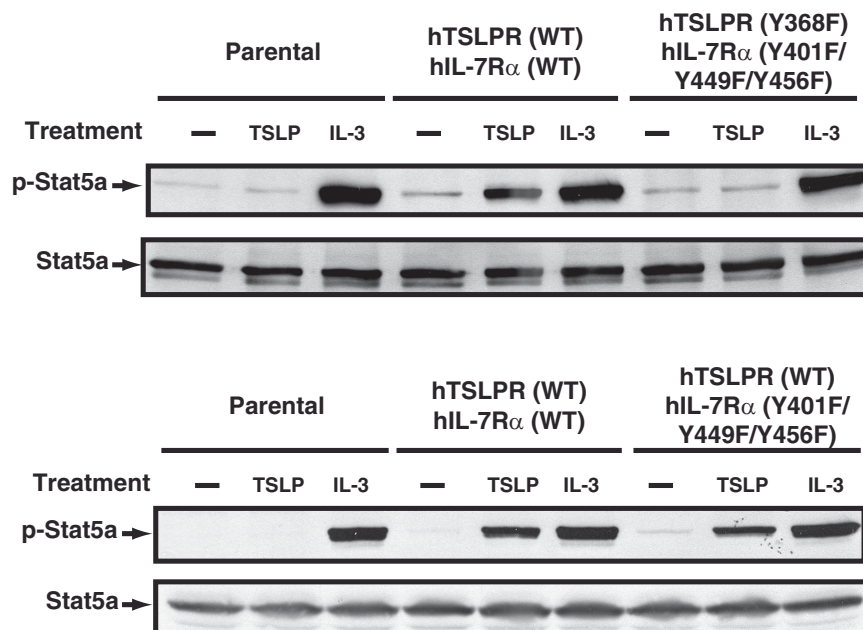 Parental
hTSLPR (WT)
hIL-7Rα (WT)
hTSLPR (Y368F)
hIL-7Rα (Y401F/
Y449F/Y456F)
Treatment — TSLP IL-3 — TSLP IL-3 — TSLP IL-3
p-Stat5a
Stat5a
Parental
hTSLPR (WT)
hIL-7Rα (WT)
hTSLPR (WT)
hIL-7Rα (Y401F/
Y449F/Y456F)
Treatment — TSLP IL-3 — TSLP IL-3 — TSLP IL-3
p-Stat5a
Stat5a